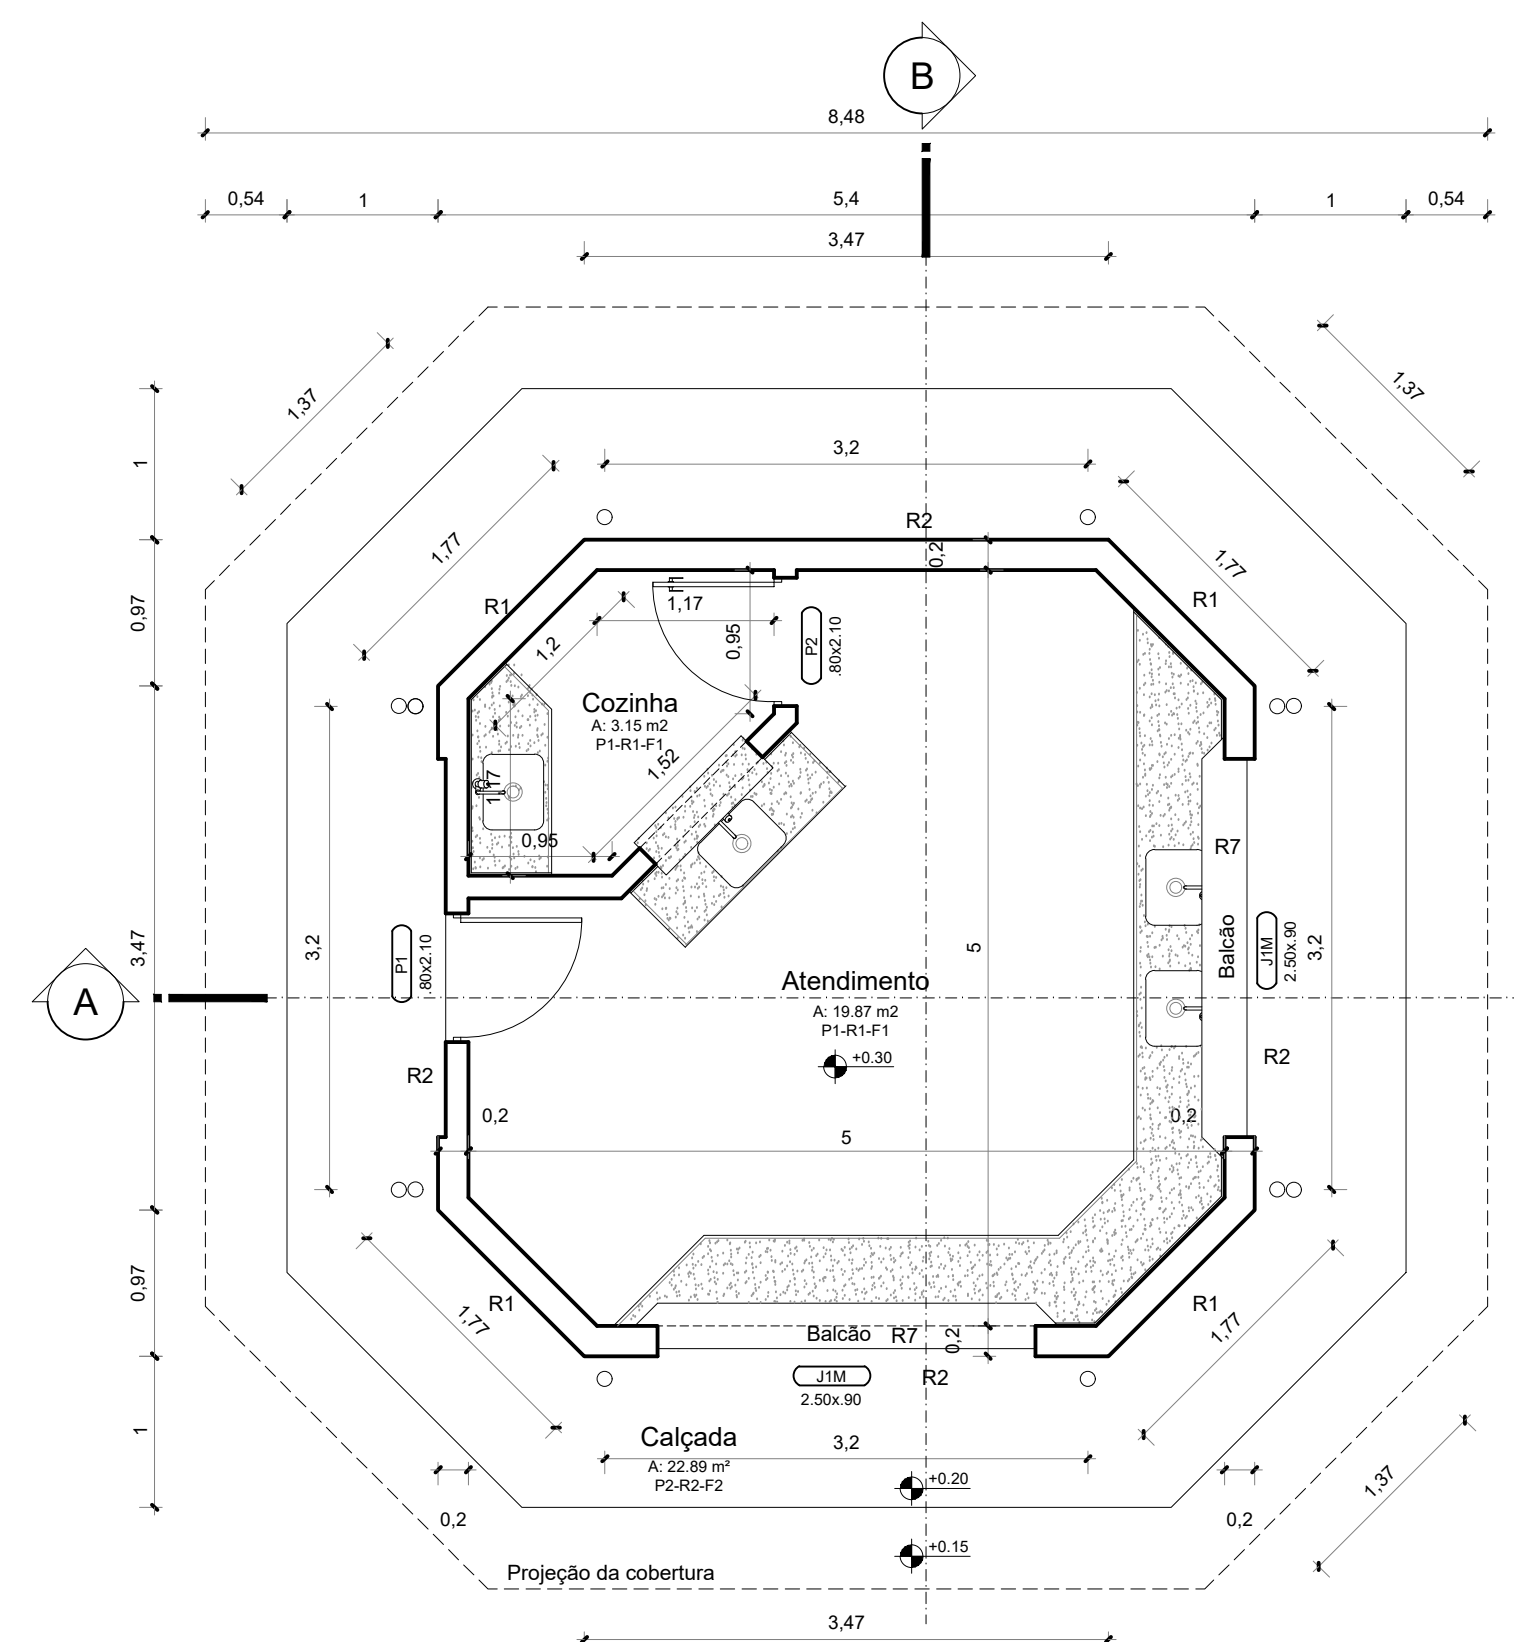 B
8,48
0,54
1
5,4
1
0,54
3,47
1,37
1,37
1
3,2
1,77
1,77
R2
0,2
0,97
R1
R1
1,17
1,2
0,95
P2
.80x2.10
Cozinha
A: 3.15 m2
P1-R1-F1
1,52
1,17
0,95
R7
3,47
3,2
P1
.80x2.10
5
Balcão
J1M
2.50x.90
3,2
A
Atendimento
A: 19.87 m2
P1-R1-F1
+0.30
R2
R2
0,2
0,2
5
0,97
R1
R1
1,77
1,77
Balcão
R7
0,2
J1M
2.50x.90
R2
1
Calçada
A: 22.89 m²
P2-R2-F2
3,2
+0.20
1,37
0,2
0,2
+0.15
Projeção da cobertura
3,47